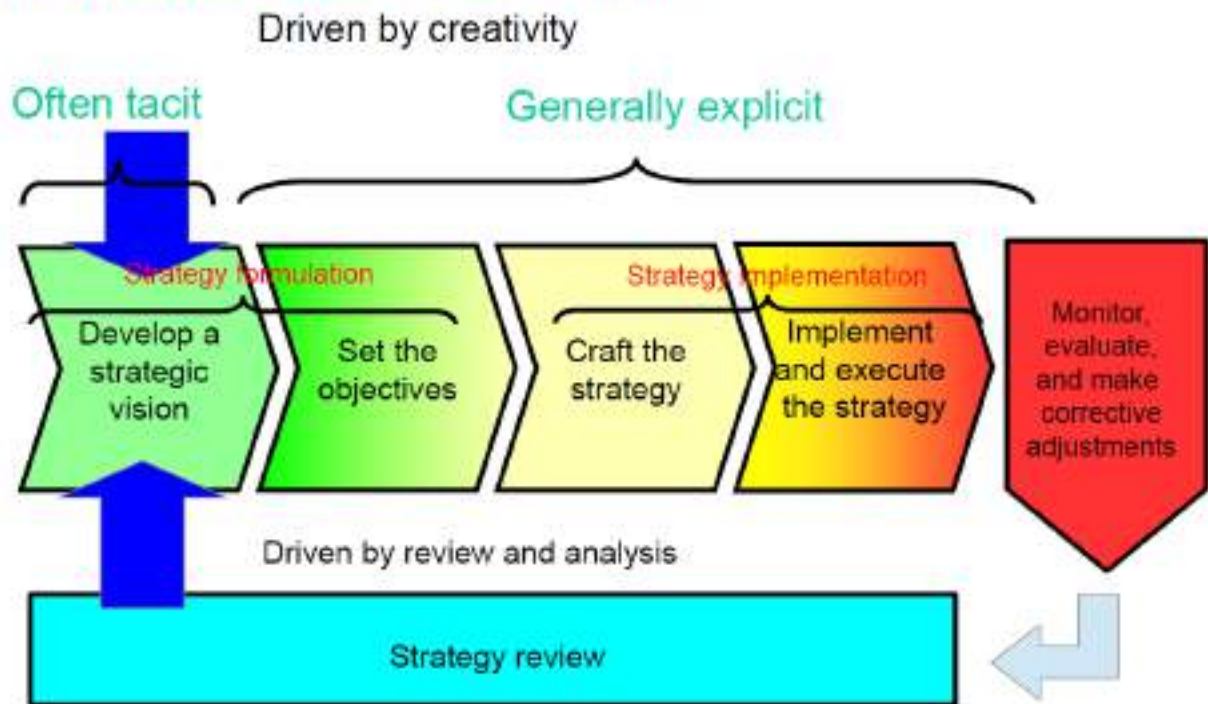 Driven by creativity
Often tacit
Generally explicit
Strategy formulation
Strategy implementation
Develop a
strategic
vision
Set the
objectives
Craft the
strategy
Implement
and execute
the strategy
Monitor,
evaluate,
and make
corrective
adjustments
Driven by review and analysis
Strategy review